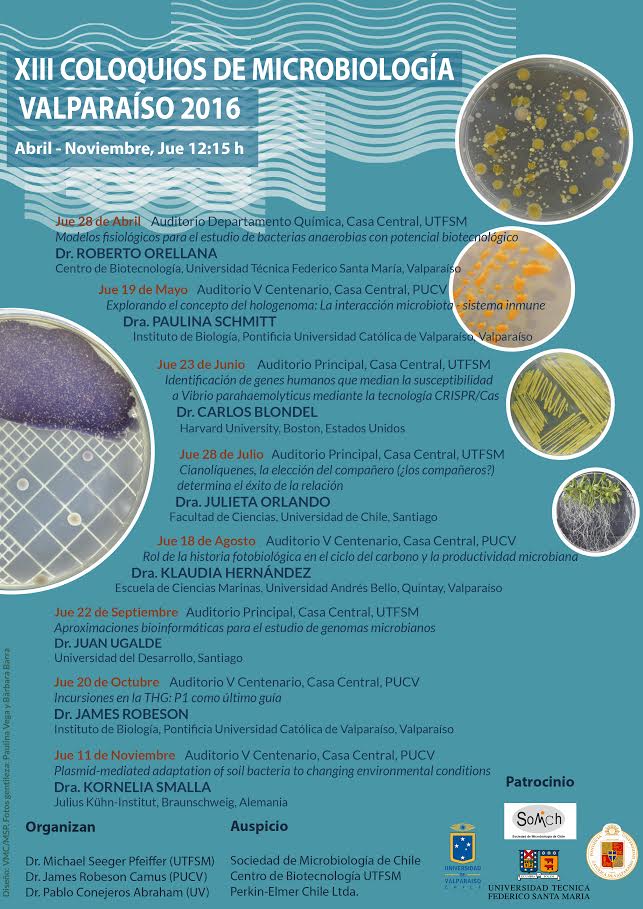 XIII COLOQUIOS DE MICROBIOLOGÍA
VALPARAÍSO 2016
Abril - Noviembre, Jue 12:15 h
Jue 28 de Abril Auditorio Departamento Química, Casa Central, UTFSM
Modelos fisiológicos para el estudio de bacterias anaerobias con potencial biotecnológico
Dr. ROBERTO ORELLANA
Centro de Biotecnología, Universidad Técnica Federico Santa María, Valparaíso
Jue 19 de Mayo Auditorio V Centenario, Casa Central, PUCV
Explorando el concepto del hologenoma: La interacción microbiota - sistema inmune
Dra. PAULINA SCHMITT
Instituto de Biología, Pontificia Universidad Católica de Valparaíso, Valparaíso
Jue 23 de Junio Auditorio Principal, Casa Central, UTFSM
Identificación de genes humanos que median la susceptibilidad
a Vibrio parahaemolyticus mediante la tecnología CRISPR/Cas
Dr. CARLOS BLONDEL
Harvard University, Boston, Estados Unidos
Jue 28 de Julio Auditorio Principal, Casa Central, UTFSM
Cianolíquenes, la elección del compañero (¿los compañeros?)
determina el éxito de la relación
Dra. JULIETA ORLANDO
Facultad de Ciencias, Universidad de Chile, Santiago
Jue 18 de Agosto Auditorio V Centenario, Casa Central, PUCV
Rol de la historia fotobiológica en el ciclo del carbono y la productividad microbiana
Dra. KLAUDIA HERNÁNDEZ
Escuela de Ciencias Marinas, Universidad Andrés Bello, Quintay, Valparaíso
Jue 22 de Septiembre Auditorio Principal, Casa Central, UTFSM
Aproximaciones bioinformáticas para el estudio de genomas microbianos
Dr. JUAN UGALDE
Universidad del Desarrollo, Santiago
Jue 20 de Octubre Auditorio V Centenario, Casa Central, PUCV
Incursiones en la THG: P1 como último guía
Dr. JAMES ROBESON
Instituto de Biología, Pontificia Universidad Católica de Valparaíso, Valparaíso
Jue 11 de Noviembre Auditorio V Centenario, Casa Central, PUCV
Plasmid-mediated adaptation of soil bacteria to changing environmental conditions
Dra. KORNELIA SMALLA
Julius Kühn-Institut, Braunschweig, Alemania
Organizan
Dr. Michael Seeger Pfeiffer (UTFSM)
Dr. James Robeson Camus (PUCV)
Dr. Pablo Conejeros Abraham (UV)
Auspicio
Sociedad de Microbiología de Chile
Centro de Biotecnología UTFSM
Perkin-Elmer Chile Ltda.
Patrocinio
SoMich
Sociedad de Microbiología de Chile
UNIVERSIDAD
DE VALPARAISO
CHILE
UNIVERSIDAD TECNICA
FEDERICO SANTA MARIA
Diseño: VMC/MSP, Fotos gentileza: Paulina Vega y Bárbara Barra